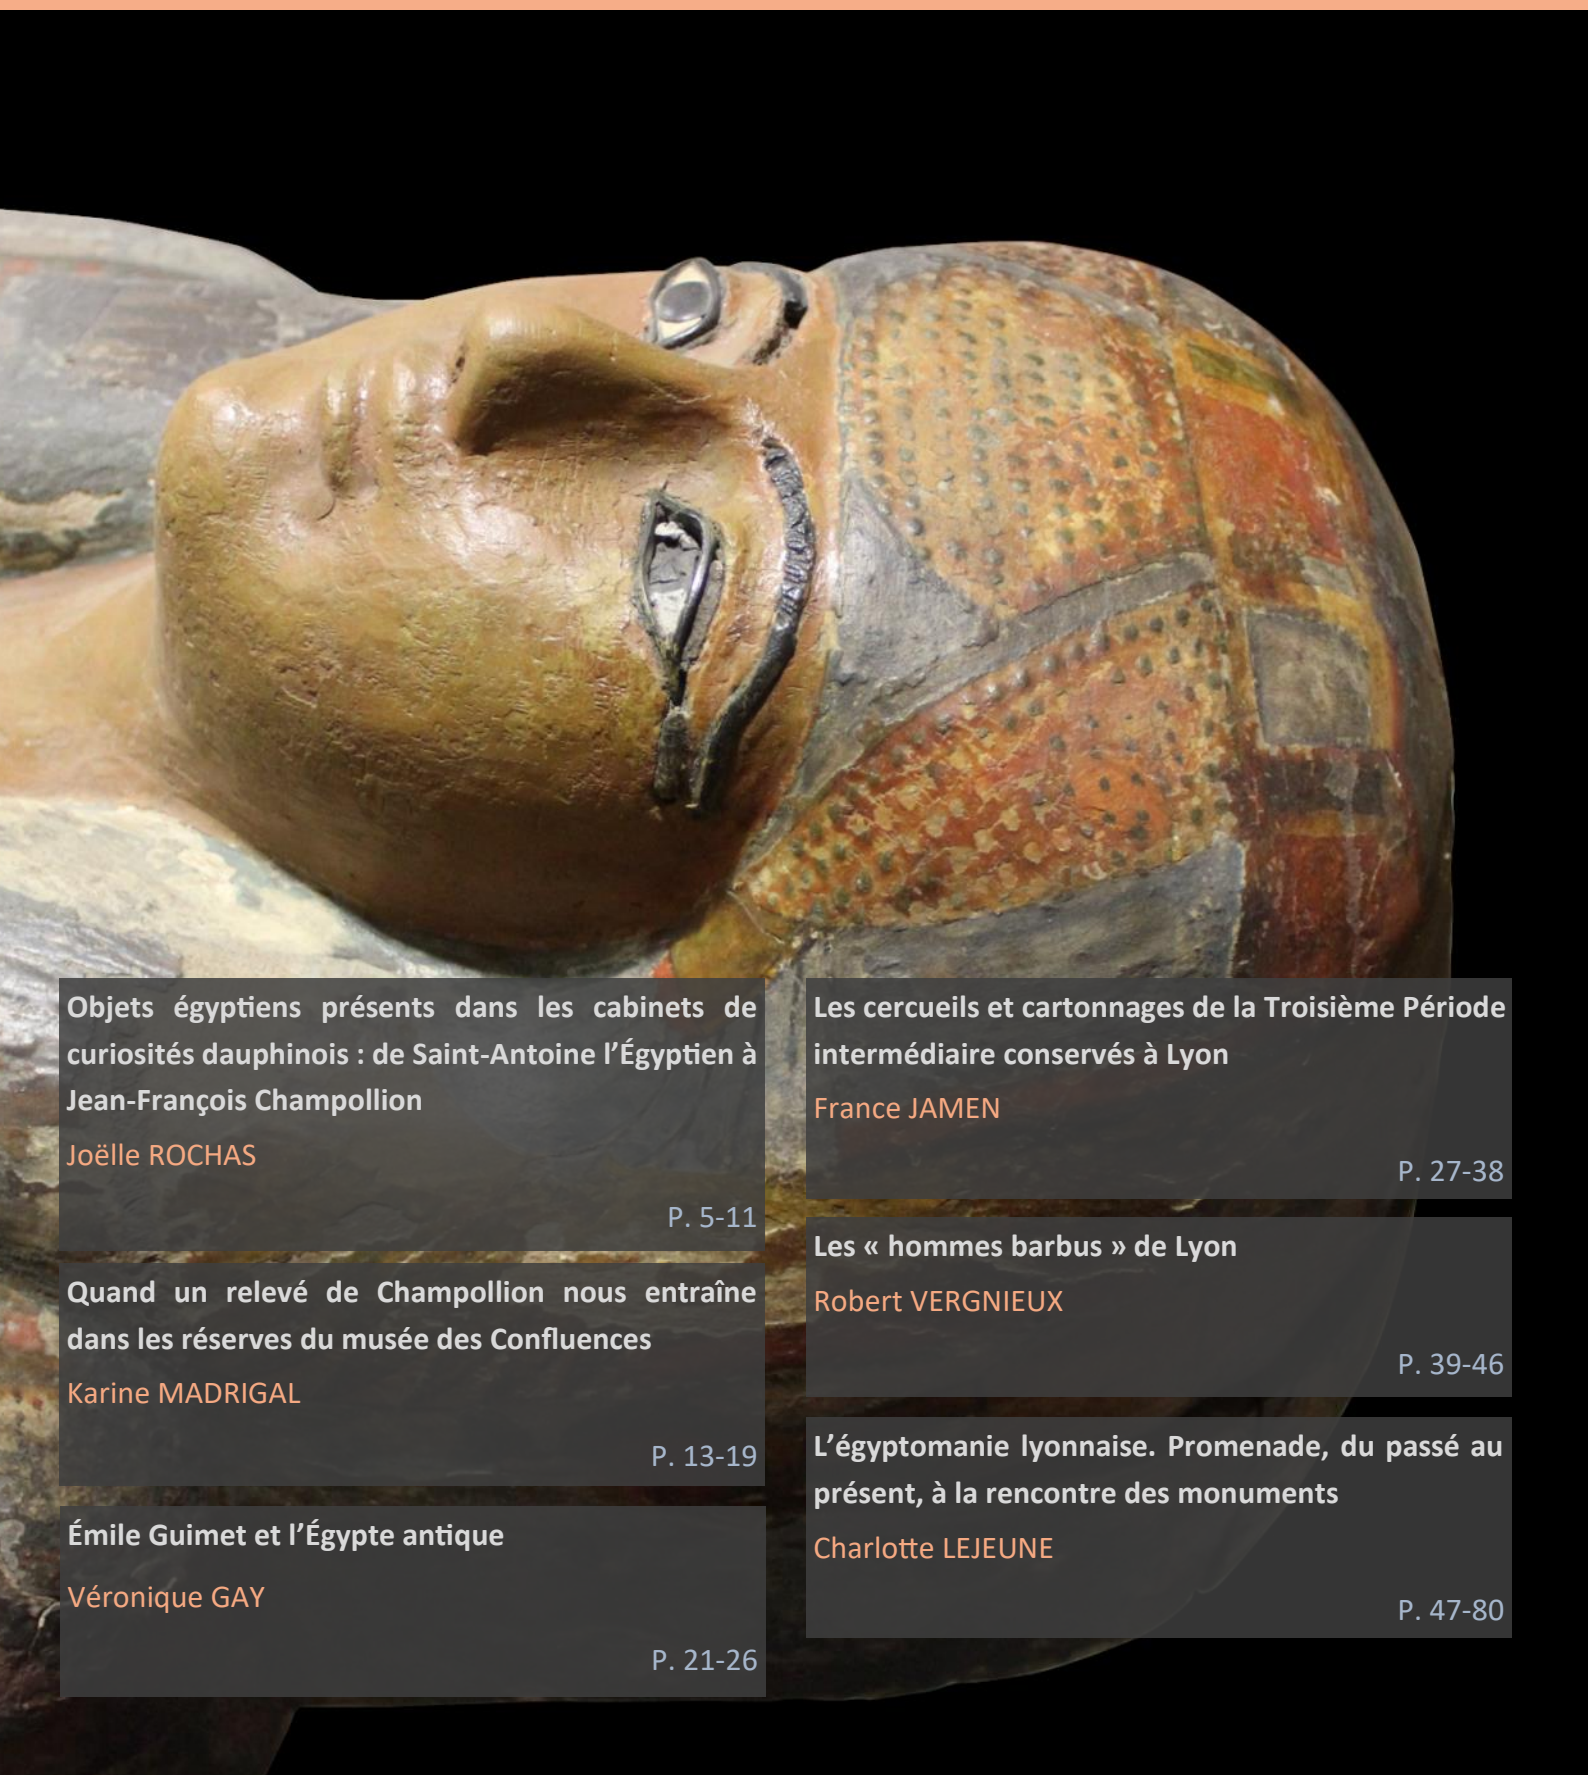 Objets égyptiens présents dans les cabinets de
curiosités dauphinois : de Saint-Antoine l’Égyptien à
Jean-François Champollion
Joëlle ROCHAS
P. 5-11
Quand un relevé de Champollion nous entraîne
dans les réserves du musée des Confluences
Karine MADRIGAL
P. 13-19
Émile Guimet et l’Égypte antique
Véronique GAY
P. 21-26
Les cercueils et cartonnages de la Troisième Période
intermédiaire conservés à Lyon
France JAMEN
P. 27-38
Les « hommes barbus » de Lyon
Robert VERGNIEUX
P. 39-46
L’égyptomanie lyonnaise. Promenade, du passé au
présent, à la rencontre des monuments
Charlotte LEJEUNE
P. 47-80